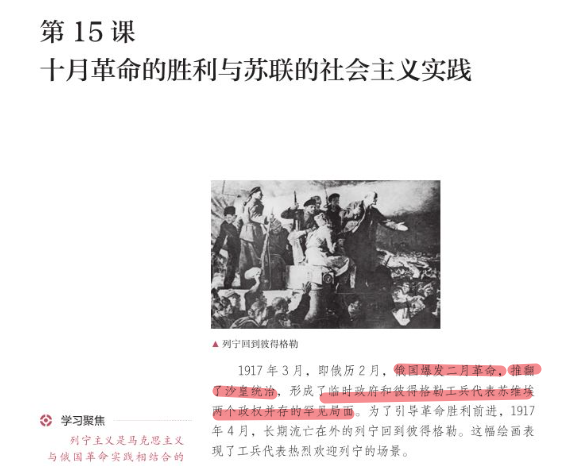 第 15 课
十月革命的胜利与苏联的社会主义实践
▲ 列宁回到彼得格勒
1917 年 3 月，即俄历 2 月，俄国爆发二月革命，推翻
了沙皇统治，形成了临时政府和彼得格勒工兵代表苏维埃
两个政权并存的罕见局面。为了引导革命胜利前进，1917
年 4 月，长期流亡在外的列宁回到彼得格勒。这幅绘画表
现了工兵代表热烈欢迎列宁的场景。
学习聚焦
列宁主义是马克思主义
与俄国革命实践相结合的